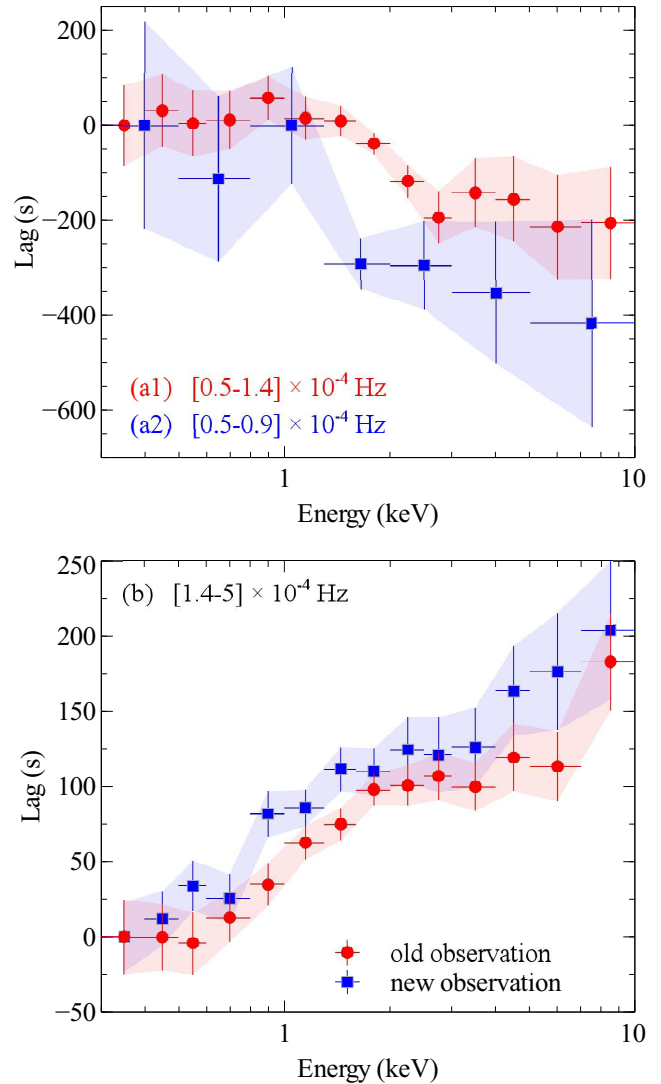 200
0
−200
−400
−600
Lag (s)
(a1) [0.5-1.4] × 10⁻⁴ Hz
(a2) [0.5-0.9] × 10⁻⁴ Hz
1 10
Energy (keV)
250
200
150
100
50
0
−50
Lag (s)
(b) [1.4-5] × 10⁻⁴ Hz
old observation
new observation
1 10
Energy (keV)